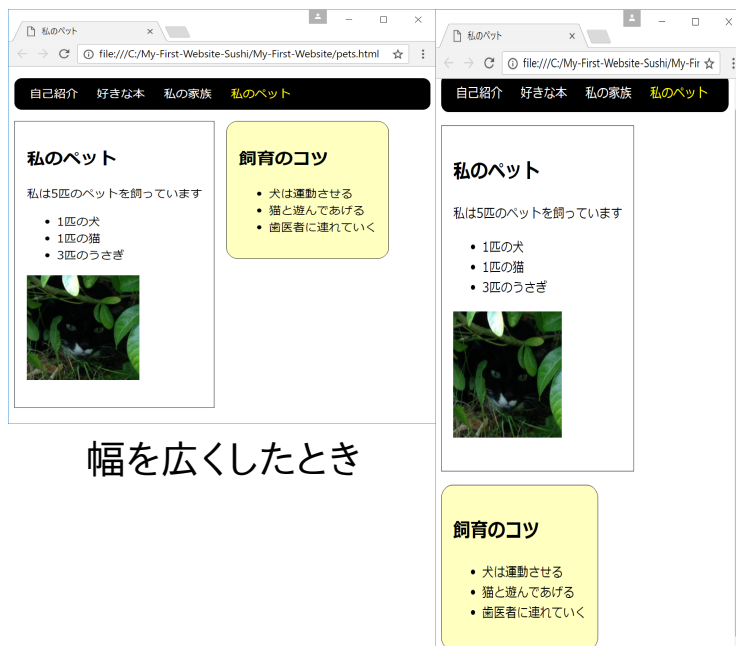 私のペット
file:///C:/My-First-Website-Sushi/My-First-Website/pets.html
自己紹介 好きな本 私の家族 私のペット
私のペット
私は5匹のペットを飼っています
1匹の犬
1匹の猫
3匹のうさぎ
飼育のコツ
犬は運動させる
猫と遊んであげる
歯医者に連れていく
幅を広くしたとき
私のペット
file:///C:/My-First-Website-Sushi/My-Fir
自己紹介 好きな本 私の家族 私のペット
私のペット
私は5匹のペットを飼っています
1匹の犬
1匹の猫
3匹のうさぎ
飼育のコツ
犬は運動させる
猫と遊んであげる
歯医者に連れていく